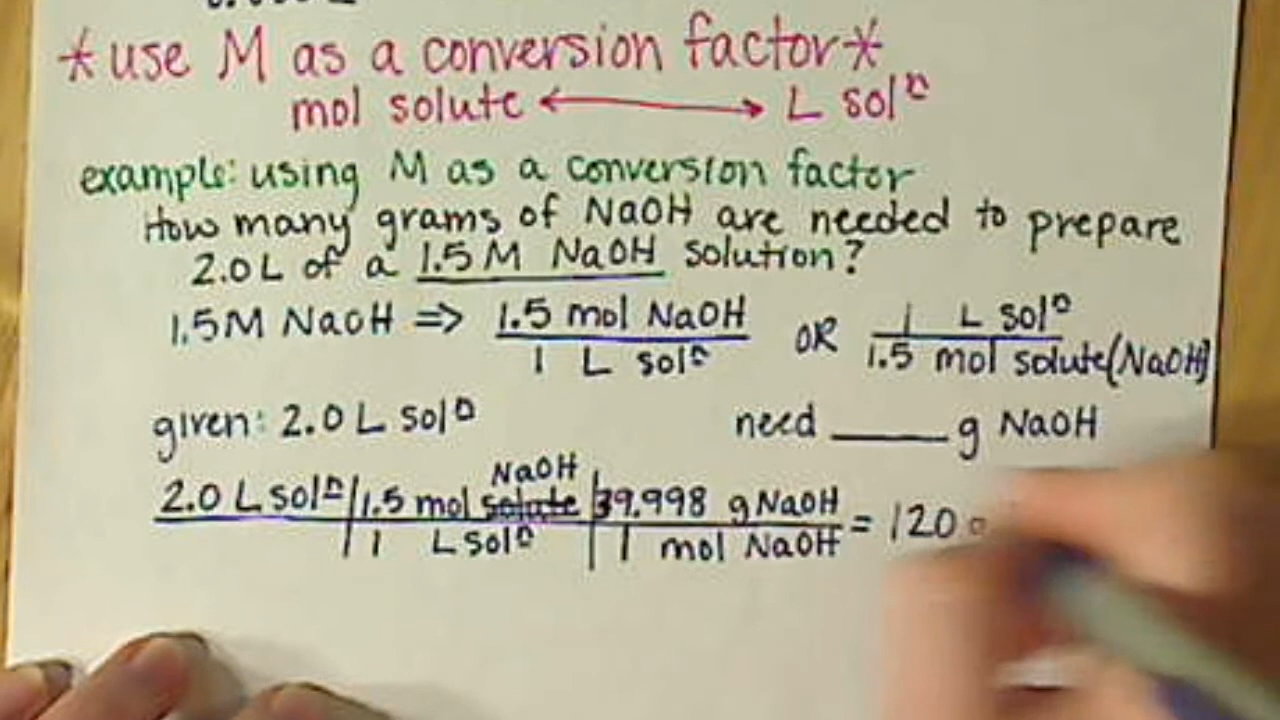 *use M as a conversion factor*
mol solute ⟷ L solⁿ
example: using M as a conversion factor
How many grams of NaOH are needed to prepare
2.0 L of a 1.5 M NaOH solution?
1.5M NaOH ⇒ 1.5 mol NaOH / 1 L solⁿ OR 1 L solⁿ / 1.5 mol solute (NaOH)
given: 2.0 L solⁿ need ____ g NaOH
NaOH
2.0 L solⁿ | 1.5 mol solute | 39.998 g NaOH = 120
1 L solⁿ | 1 mol NaOH